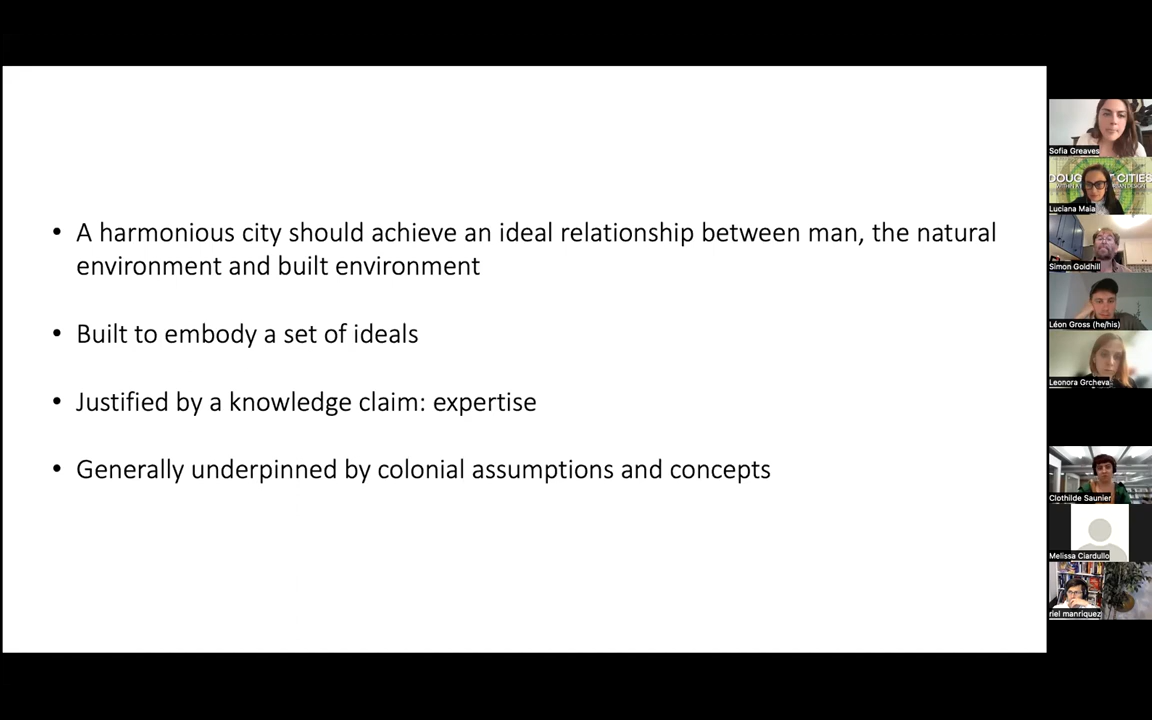 • A harmonious city should achieve an ideal relationship between man, the natural
environment and built environment
• Built to embody a set of ideals
• Justified by a knowledge claim: expertise
• Generally underpinned by colonial assumptions and concepts
Sofia Greaves
CITIES
Luciana Maia
Simon Goldhill
Léon Gross (he/his)
Leonora Grcheva
Clothilde Saunier
Melissa Ciardullo
riel manriquez